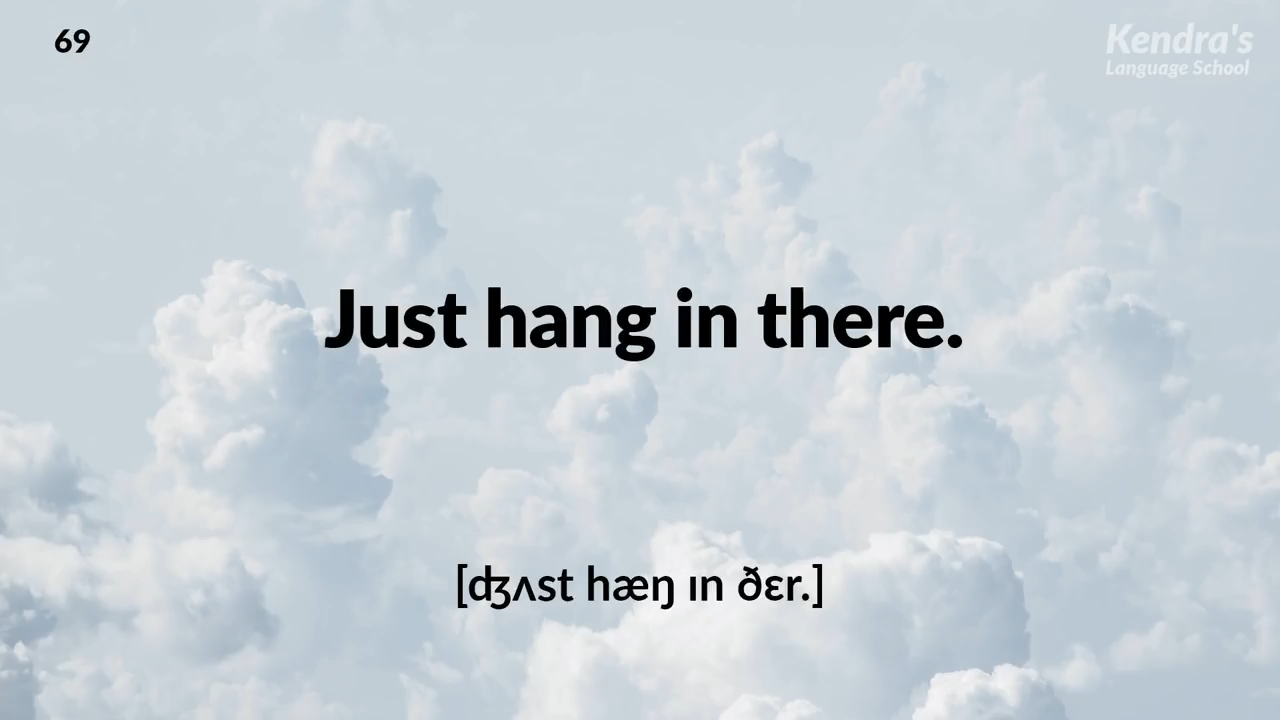 69
Kendra's
Language School
Just hang in there.
[ʤʌst hæŋ ɪn ðɛr.]